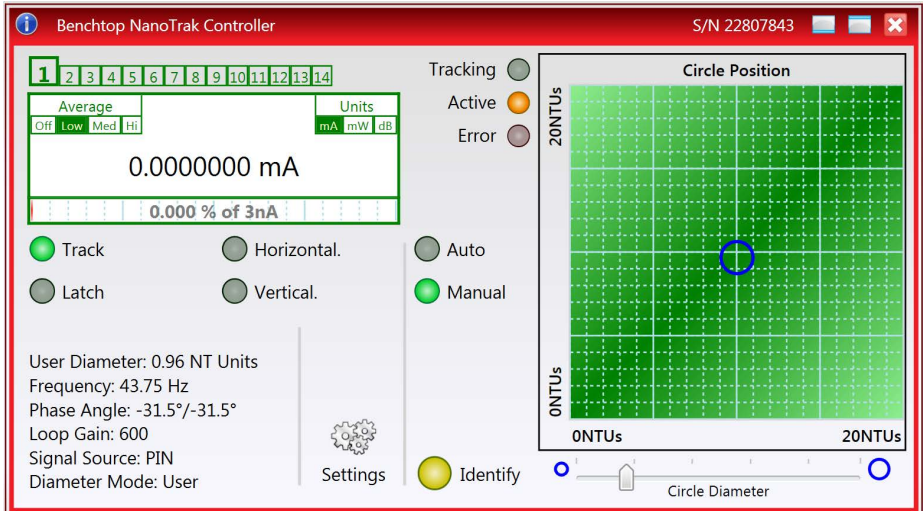 Benchtop NanoTrak Controller
S/N 22807843
1 2 3 4 5 6 7 8 9 10 11 12 13 14
Average
Off Low Med Hi
Units
mA mW dB
0.0000000 mA
0.000 % of 3nA
Tracking
Active
Error
Track
Horizontal.
Auto
Latch
Vertical.
Manual
User Diameter: 0.96 NT Units
Frequency: 43.75 Hz
Phase Angle: -31.5°/-31.5°
Loop Gain: 600
Signal Source: PIN
Diameter Mode: User
Settings
Identify
Circle Position
20NTUs
0NTUs
0NTUs
20NTUs
Circle Diameter